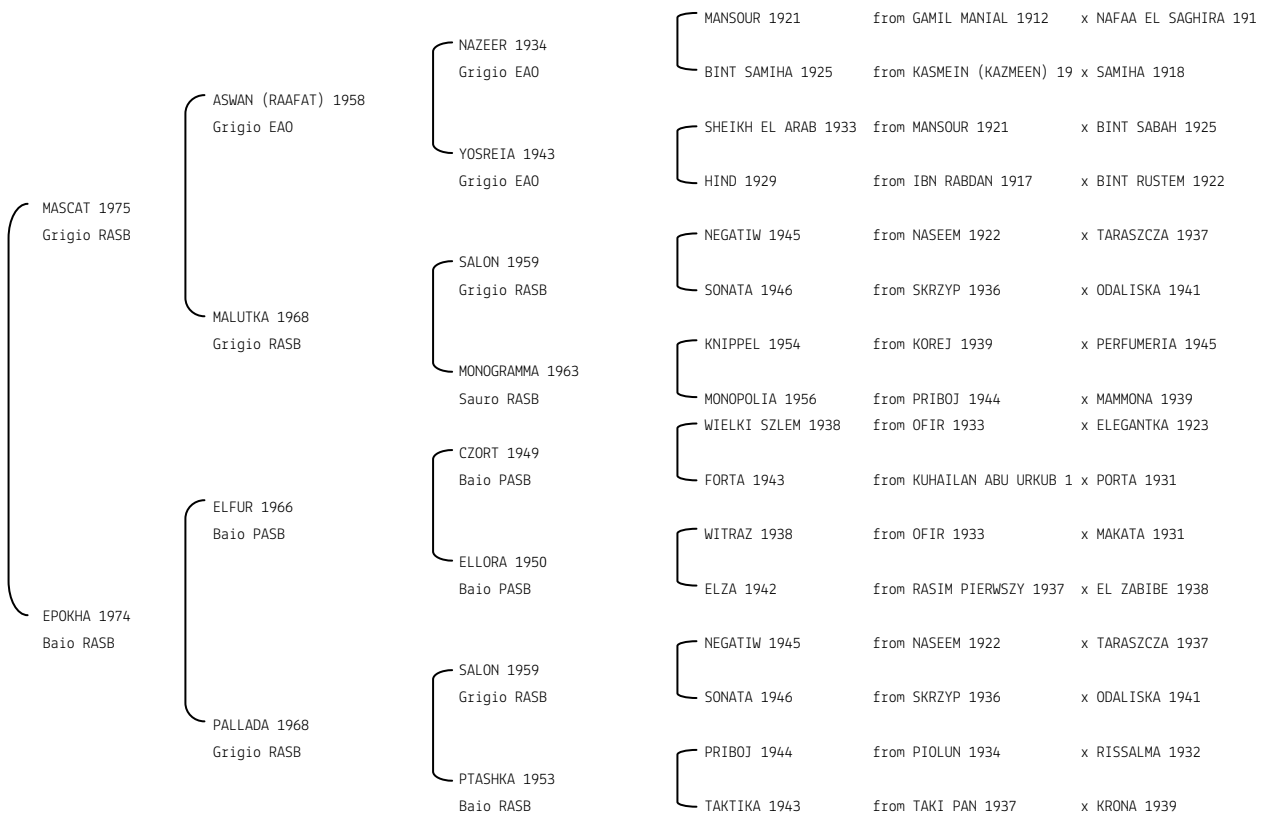 MANSOUR 1921 from GAMIL MANIAL 1912 x NAFAA EL SAGHIRA 191
NAZEER 1934
Grigio EAO BINT SAMIHA 1925 from KASMEIN (KAZMEEN) 19 x SAMIHA 1918
ASWAN (RAAFAT) 1958
Grigio EAO SHEIKH EL ARAB 1933 from MANSOUR 1921 x BINT SABAH 1925
YOSREIA 1943
Grigio EAO HIND 1929 from IBN RABDAN 1917 x BINT RUSTEM 1922
MASCAT 1975
Grigio RASB NEGATIW 1945 from NASEEM 1922 x TARASZCZA 1937
SALON 1959
Grigio RASB SONATA 1946 from SKRZYP 1936 x ODALISKA 1941
MALUTKA 1968
Grigio RASB KNIPPEL 1954 from KOREJ 1939 x PERFUMERIA 1945
MONOGRAMMA 1963
Sauro RASB MONOPOLIA 1956 from PRIBOJ 1944 x MAMMONA 1939
WIELKI SZLEM 1938 from OFIR 1933 x ELEGANTKA 1923
CZORT 1949
Baio PASB FORTA 1943 from KUHAILAN ABU URKUB 1 x PORTA 1931
ELFUR 1966
Baio PASB WITRAZ 1938 from OFIR 1933 x MAKATA 1931
ELLORA 1950
Baio PASB ELZA 1942 from RASIM PIERWSZY 1937 x EL ZABIBE 1938
EPOKHA 1974
Baio RASB NEGATIW 1945 from NASEEM 1922 x TARASZCZA 1937
SALON 1959
Grigio RASB SONATA 1946 from SKRZYP 1936 x ODALISKA 1941
PALLADA 1968
Grigio RASB PRIBOJ 1944 from PIOLUN 1934 x RISSALMA 1932
PTASHKA 1953
Baio RASB TAKTIKA 1943 from TAKI PAN 1937 x KRONA 1939